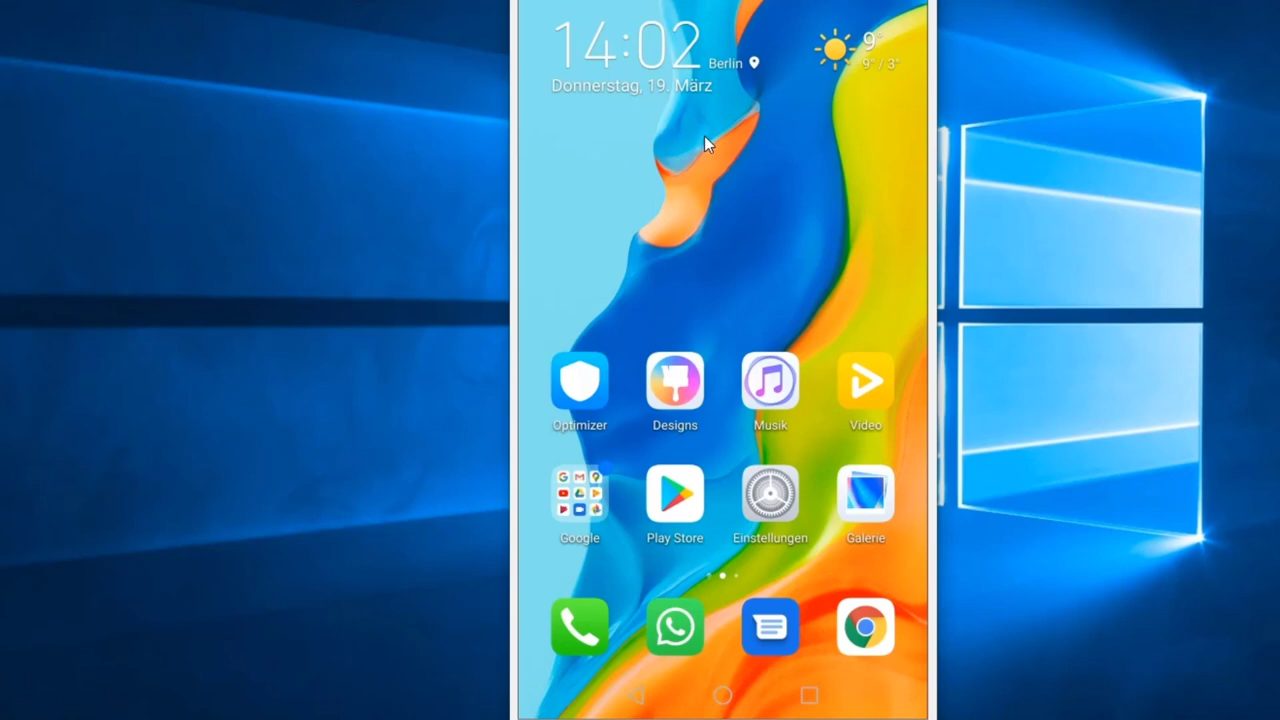 14:02
Berlin
Donnerstag, 19. März
9°
9° / 3°
Optimizer
Designs
Musik
Video
Google
Play Store
Einstellungen
Galerie